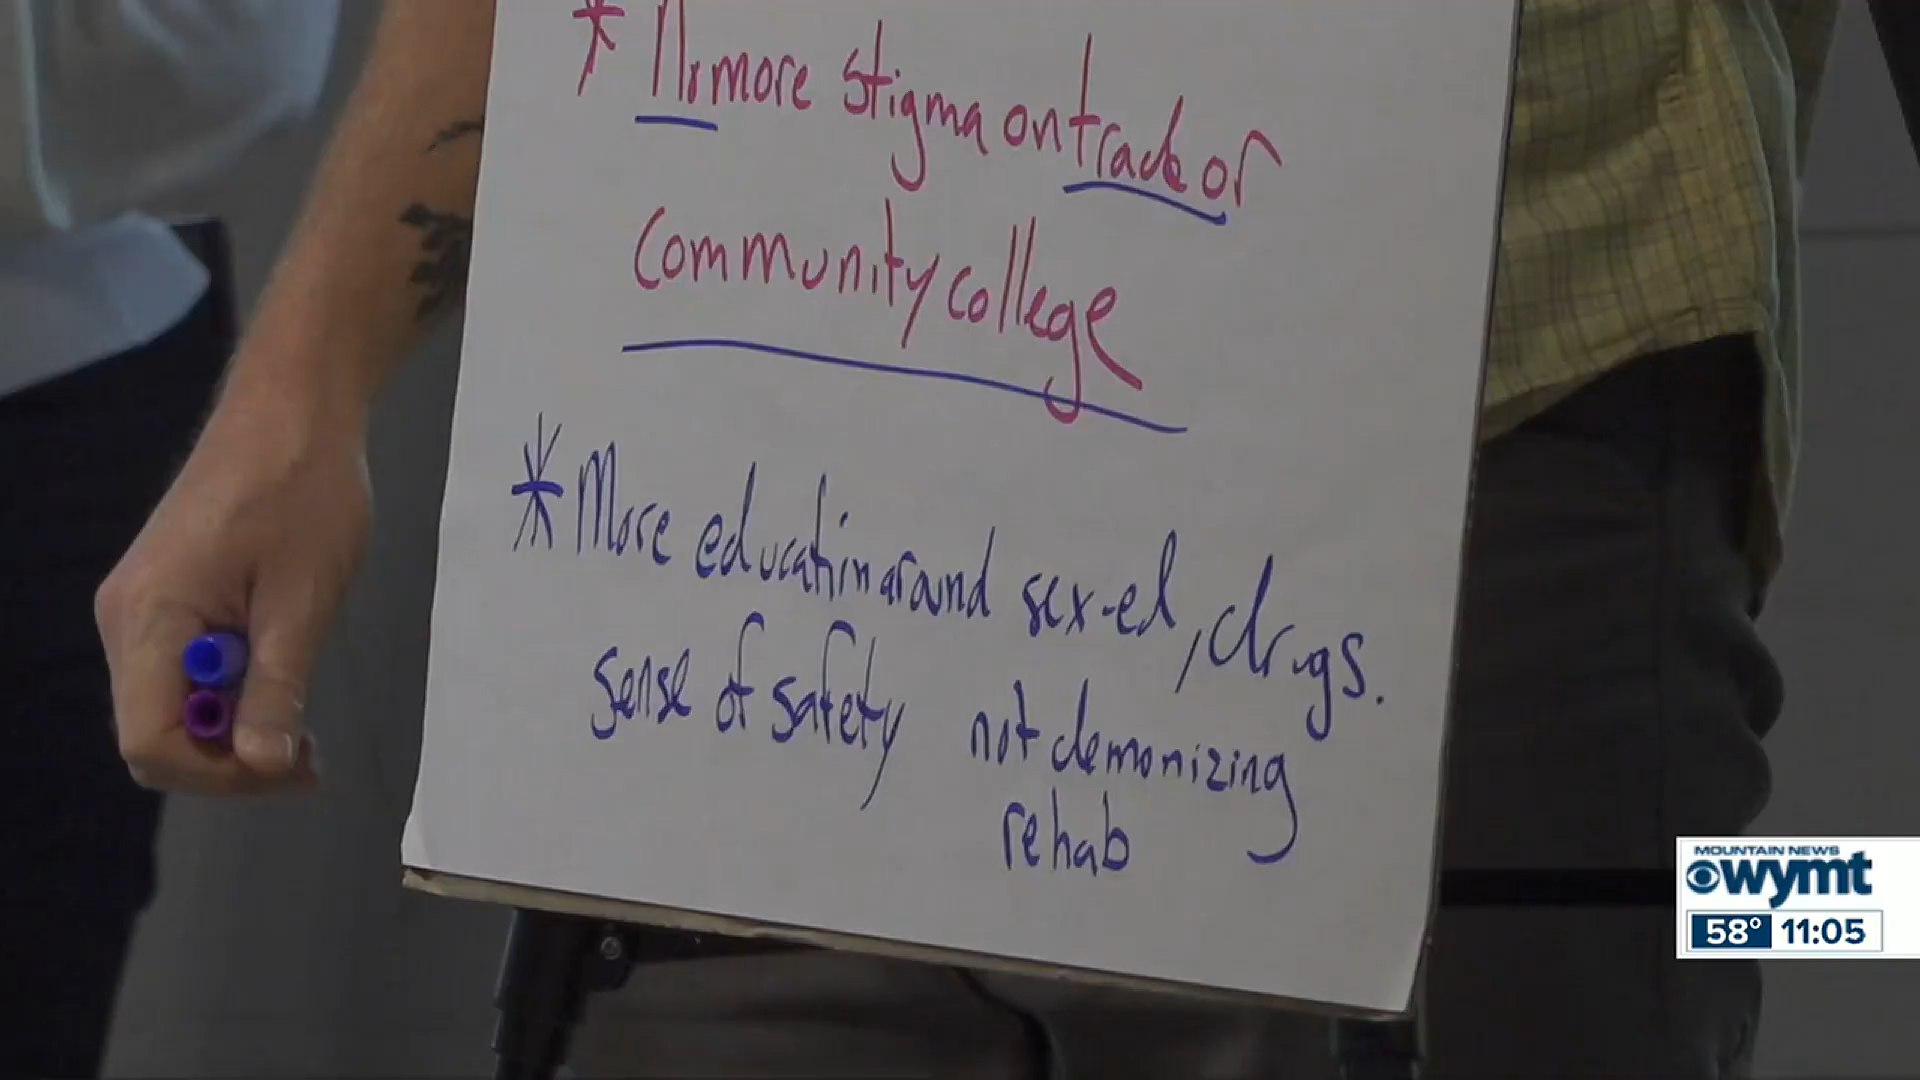 * No more stigma on trade or
community college
* More education around sex-ed, drugs.
sense of safety not demonizing
rehab
MOUNTAIN NEWS
wymt
58° 11:05